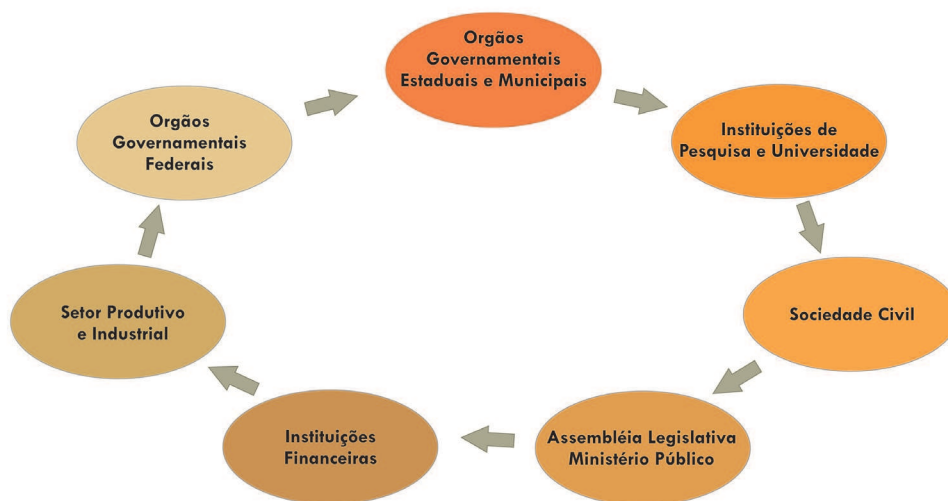 Orgãos
Governamentais
Estaduais e Municipais
Instituições de
Pesquisa e Universidade
Sociedade Civil
Assembléia Legislativa
Ministério Público
Instituições
Financeiras
Setor Produtivo
e Industrial
Orgãos
Governamentais
Federais